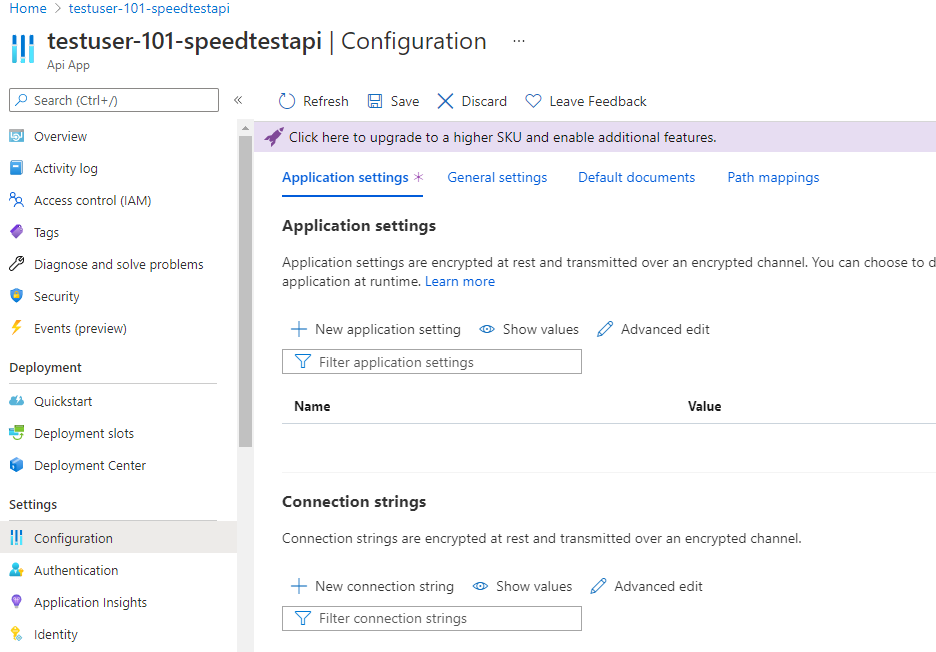 Home > testuser-101-speedtestapi
testuser-101-speedtestapi | Configuration ...
Api App
Search (Ctrl+/) «
Refresh Save Discard Leave Feedback
Overview
Activity log
Access control (IAM)
Tags
Diagnose and solve problems
Security
Events (preview)
Deployment
Quickstart
Deployment slots
Deployment Center
Settings
Configuration
Authentication
Application Insights
Identity
Click here to upgrade to a higher SKU and enable additional features.
Application settings * General settings Default documents Path mappings
Application settings
Application settings are encrypted at rest and transmitted over an encrypted channel. You can choose to d
application at runtime. Learn more
New application setting Show values Advanced edit
Filter application settings
Name Value
Connection strings
Connection strings are encrypted at rest and transmitted over an encrypted channel.
New connection string Show values Advanced edit
Filter connection strings